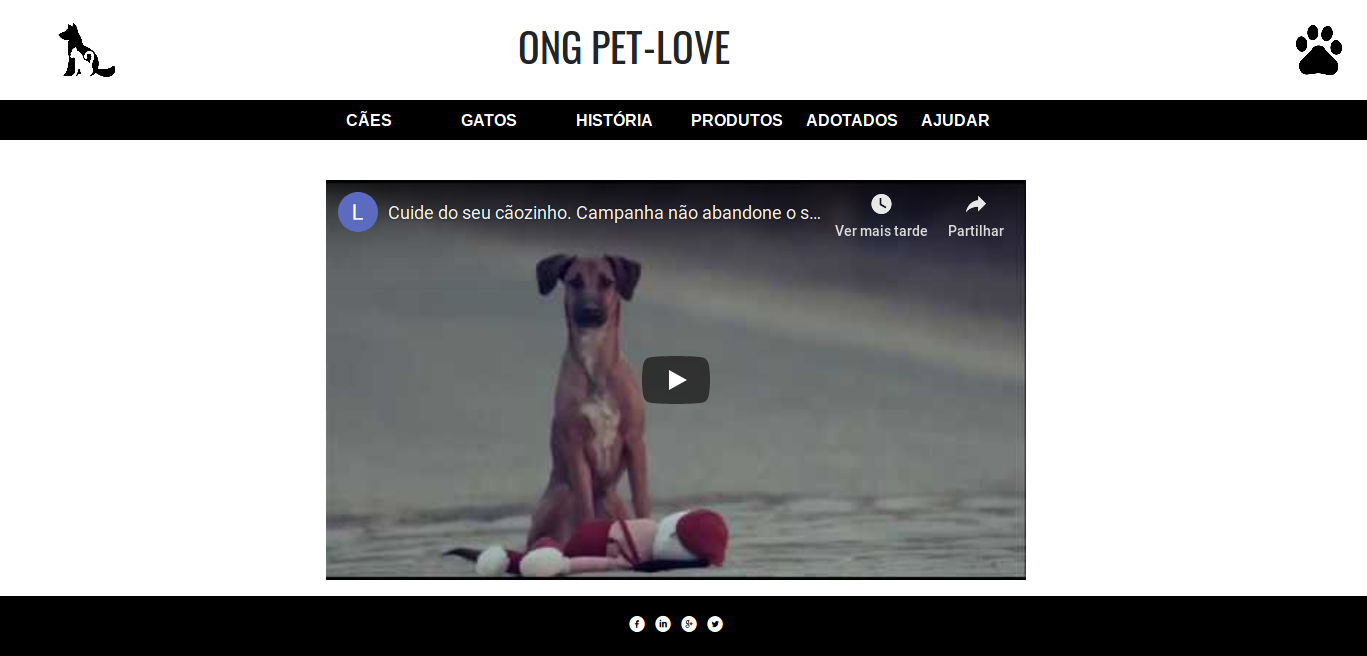 ONG PET-LOVE
CÃES GATOS HISTÓRIA PRODUTOS ADOTADOS AJUDAR
L Cuide do seu cãozinho. Campanha não abandone o s... Ver mais tarde Partilhar
f in g+